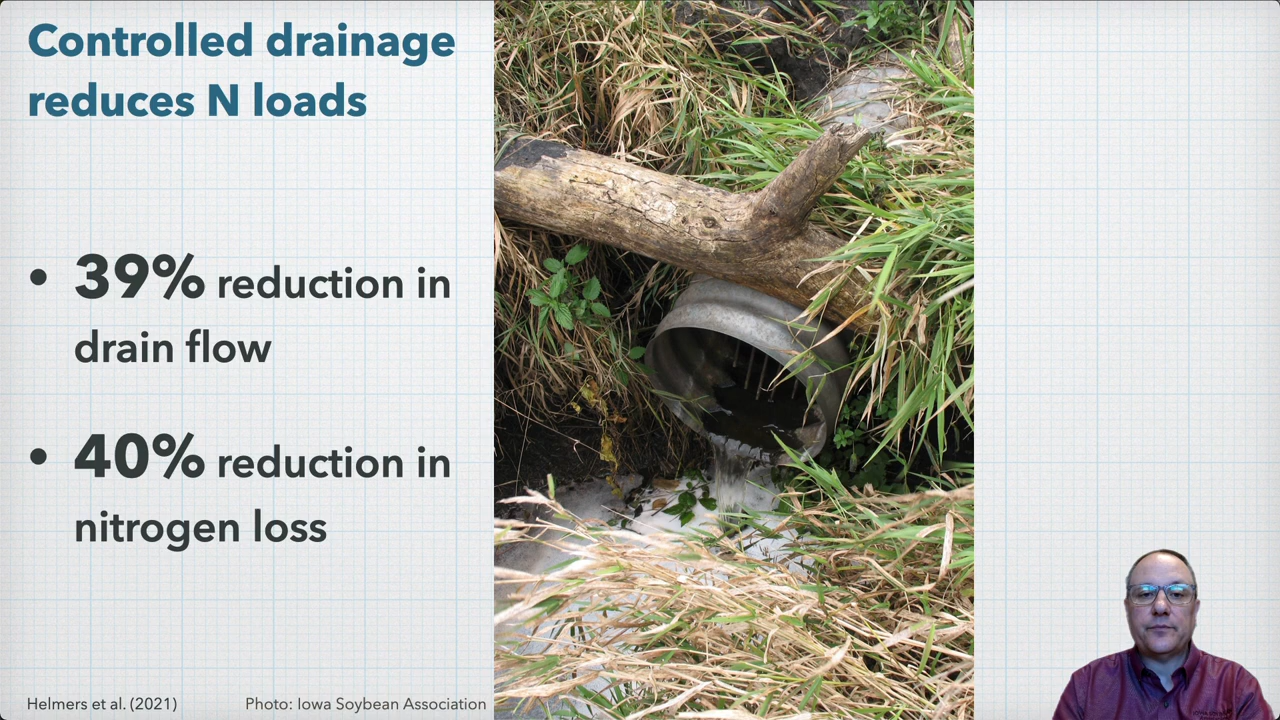 Controlled drainage
reduces N loads
• 39% reduction in
drain flow
• 40% reduction in
nitrogen loss
Helmers et al. (2021)
Photo: Iowa Soybean Association